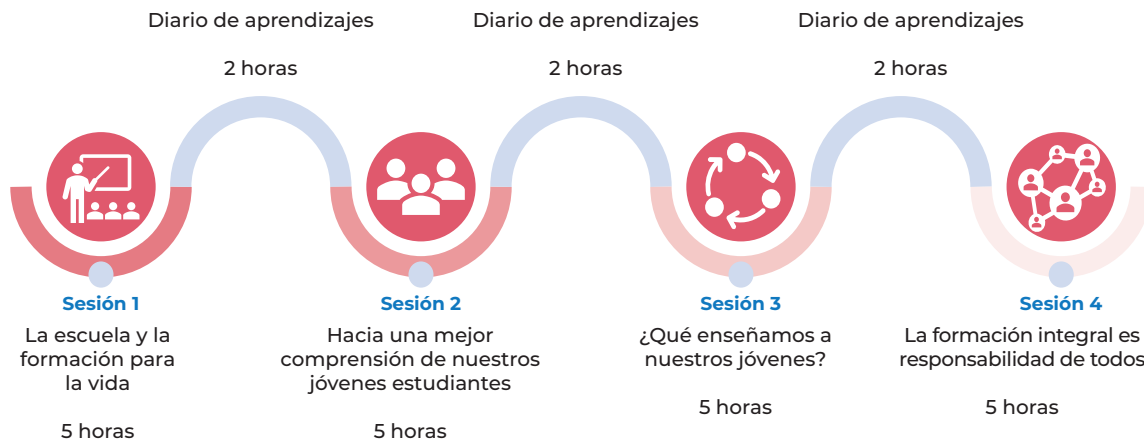 Diario de aprendizajes
2 horas
Diario de aprendizajes
2 horas
Diario de aprendizajes
2 horas
Sesión 1
La escuela y la
formación para
la vida
5 horas
Sesión 2
Hacia una mejor
comprensión de nuestros
jóvenes estudiantes
5 horas
Sesión 3
¿Qué enseñamos a
nuestros jóvenes?
5 horas
Sesión 4
La formación integral es
responsabilidad de todos
5 horas